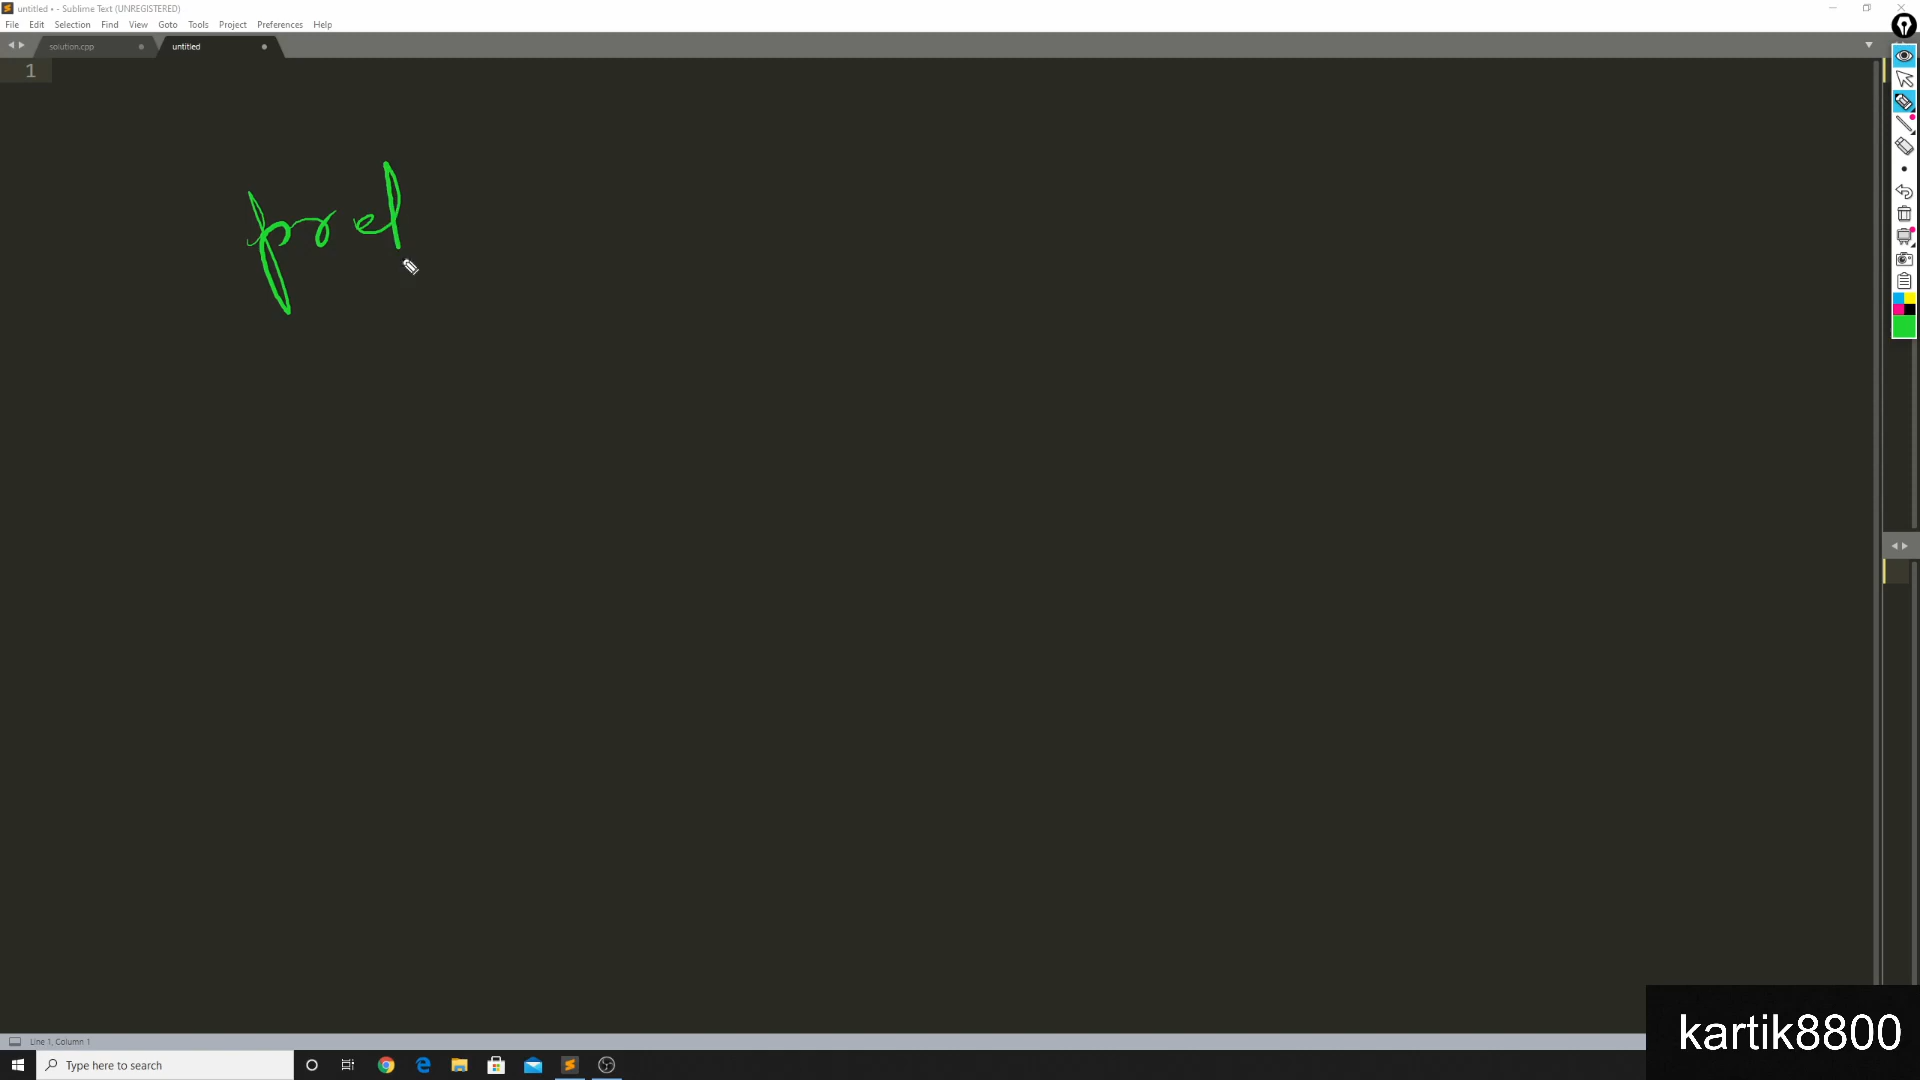 untitled • - Sublime Text (UNREGISTERED)
File Edit Selection Find View Goto Tools Project Preferences Help
solution.cpp untitled
1
prel
Line 1, Column 1
Type here to search
kartik8800